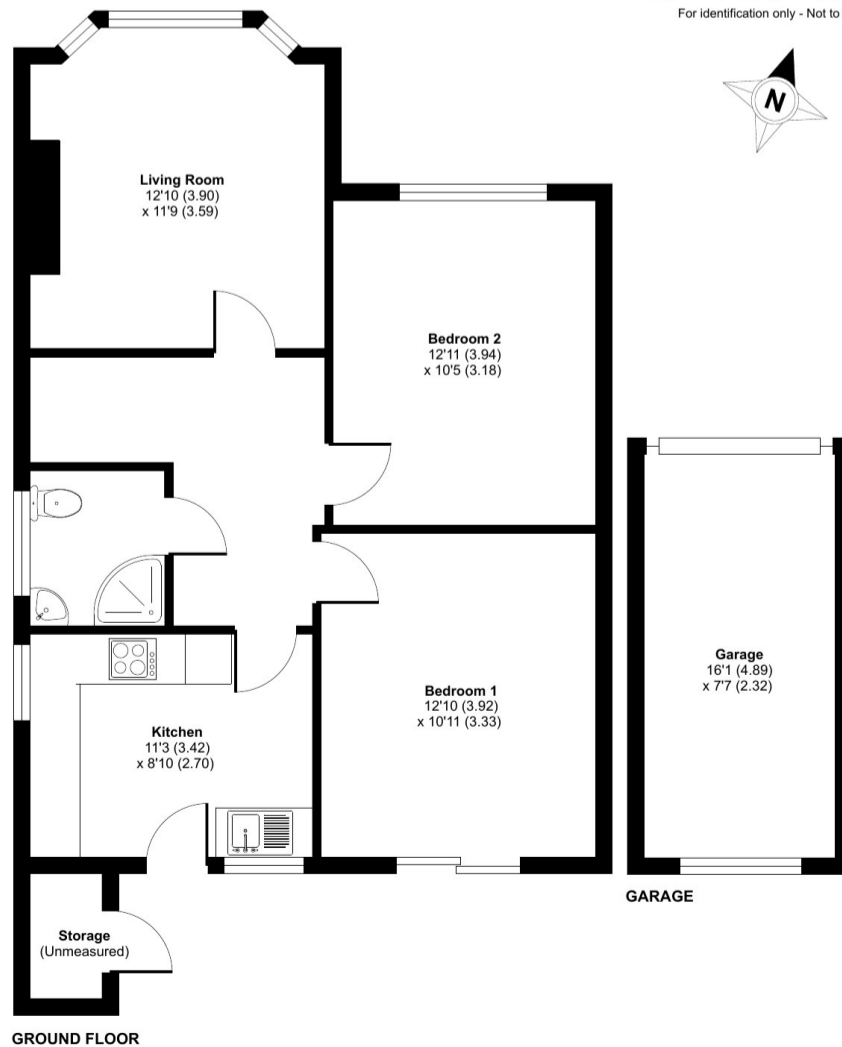 For identification only - Not to
N
Living Room
12'10 (3.90)
x 11'9 (3.59)
Bedroom 2
12'11 (3.94)
x 10'5 (3.18)
Garage
16'1 (4.89)
x 7'7 (2.32)
Bedroom 1
12'10 (3.92)
x 10'11 (3.33)
Kitchen
11'3 (3.42)
x 8'10 (2.70)
GARAGE
Storage
(Unmeasured)
GROUND FLOOR